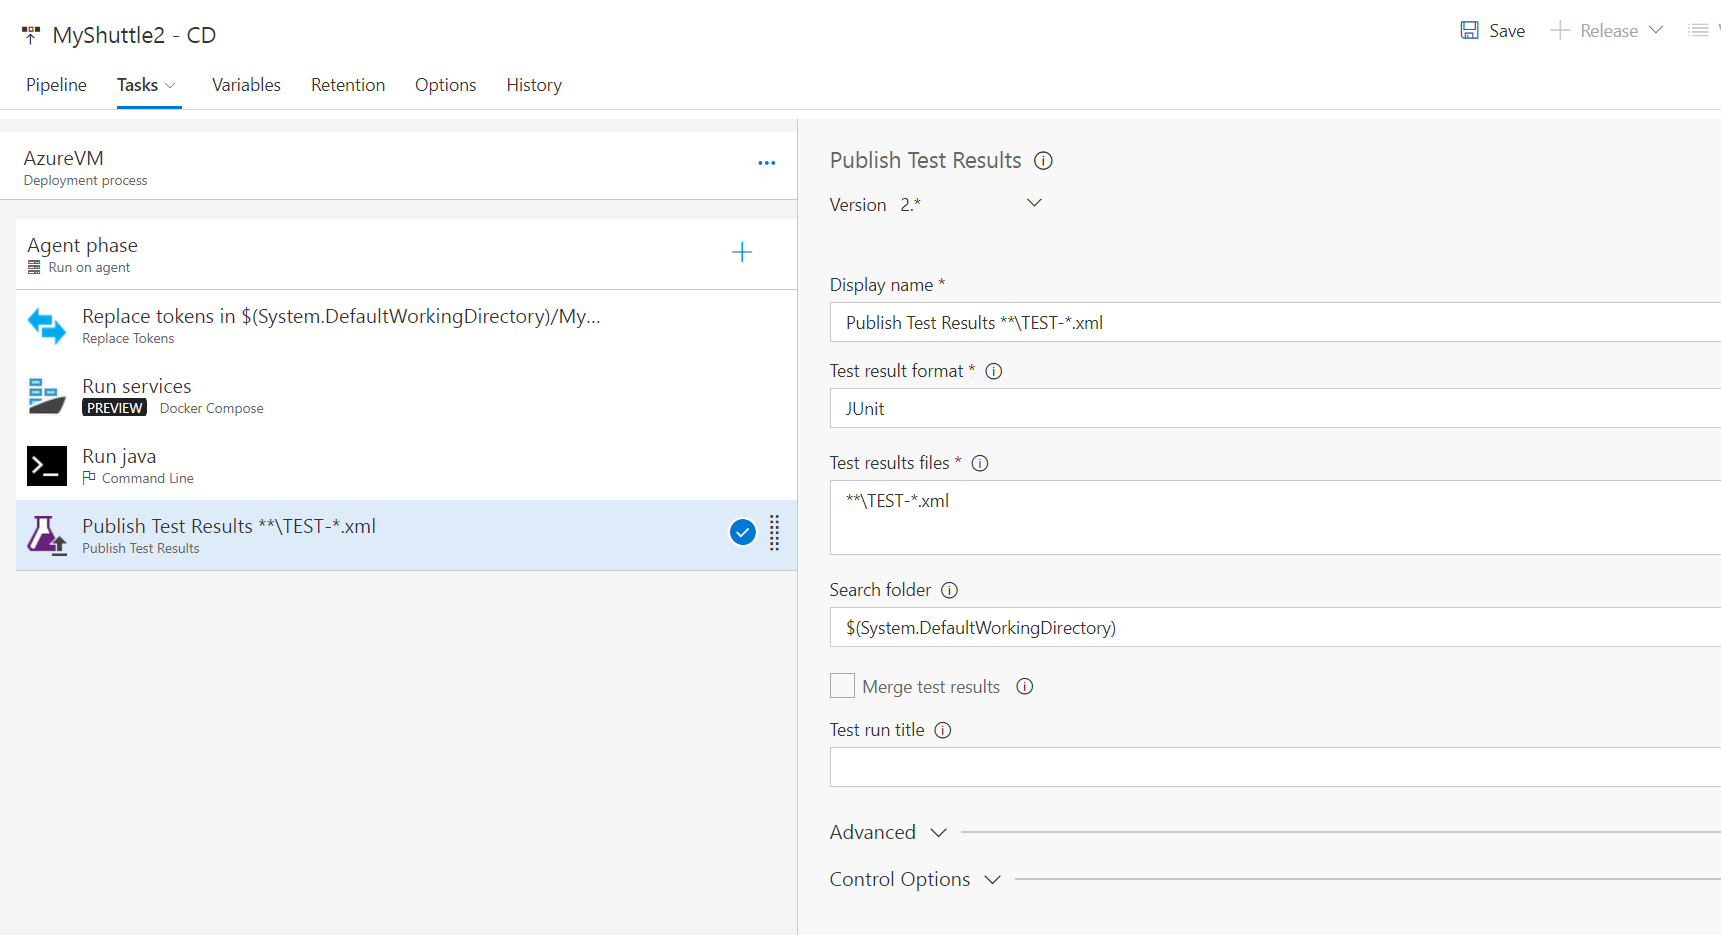 MyShuttle2 - CD
Save
Release
Pipeline
Tasks
Variables
Retention
Options
History
AzureVM
Deployment process
Agent phase
Run on agent
Replace tokens in $(System.DefaultWorkingDirectory)/My...
Replace Tokens
Run services
PREVIEW Docker Compose
Run java
Command Line
Publish Test Results **\TEST-*.xml
Publish Test Results
Publish Test Results
Version 2.*
Display name *
Publish Test Results **\TEST-*.xml
Test result format *
JUnit
Test results files *
**\TEST-*.xml
Search folder
$(System.DefaultWorkingDirectory)
Merge test results
Test run title
Advanced
Control Options